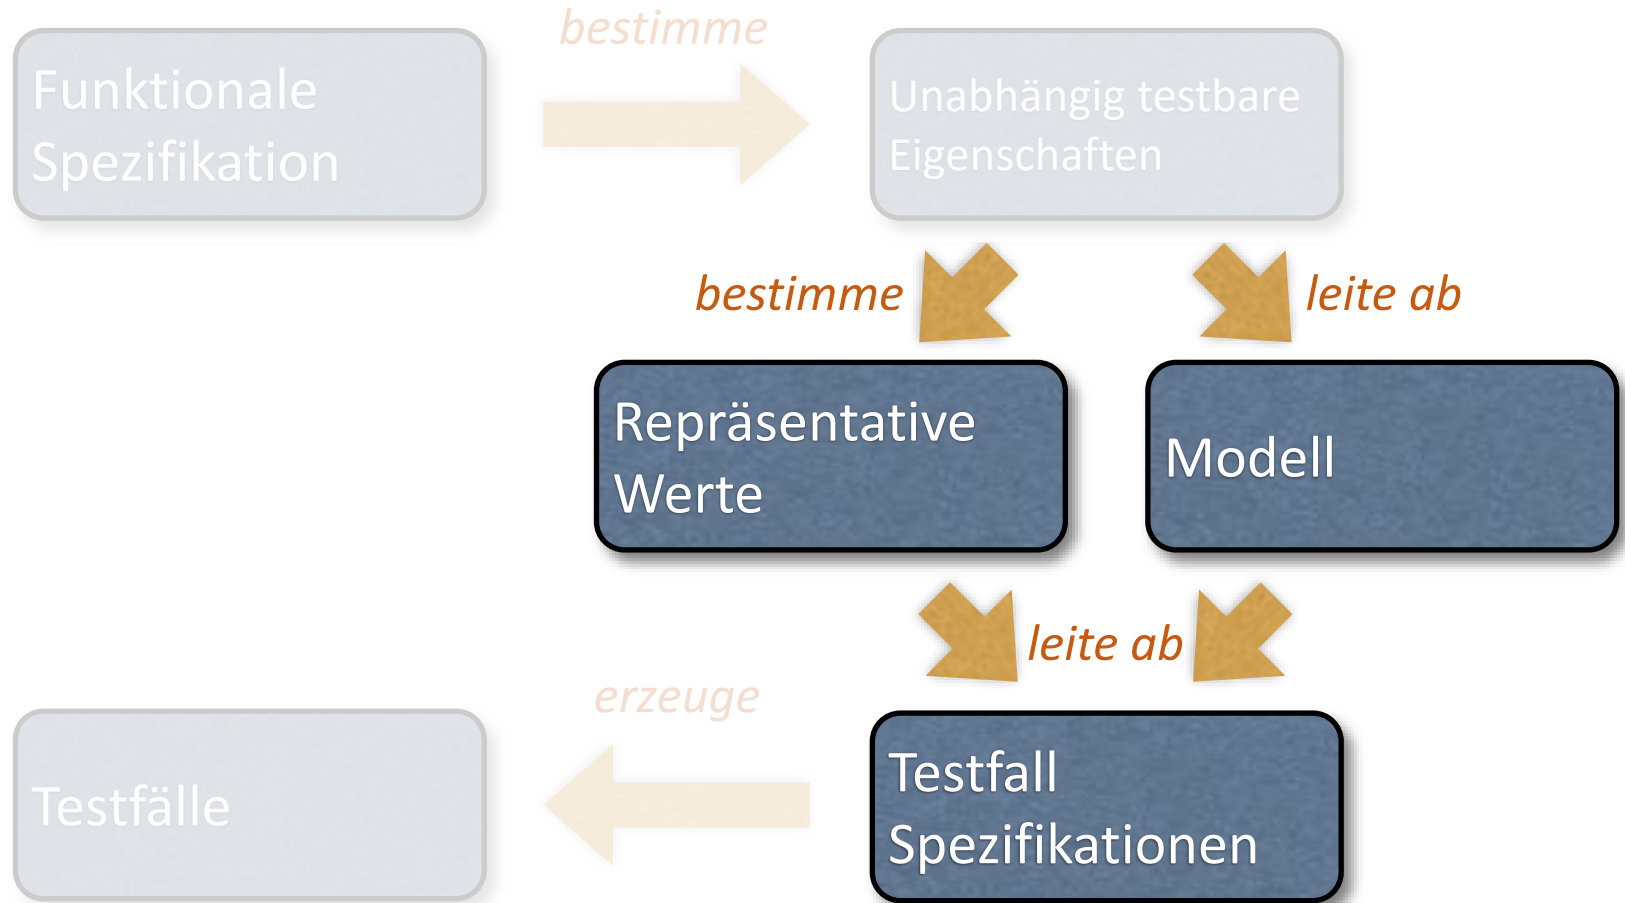 bestimme
Funktionale
Spezifikation
Unabhängig testbare
Eigenschaften
bestimme
leite ab
Repräsentative
Werte
Modell
leite ab
erzeuge
Testfälle
Testfall
Spezifikationen